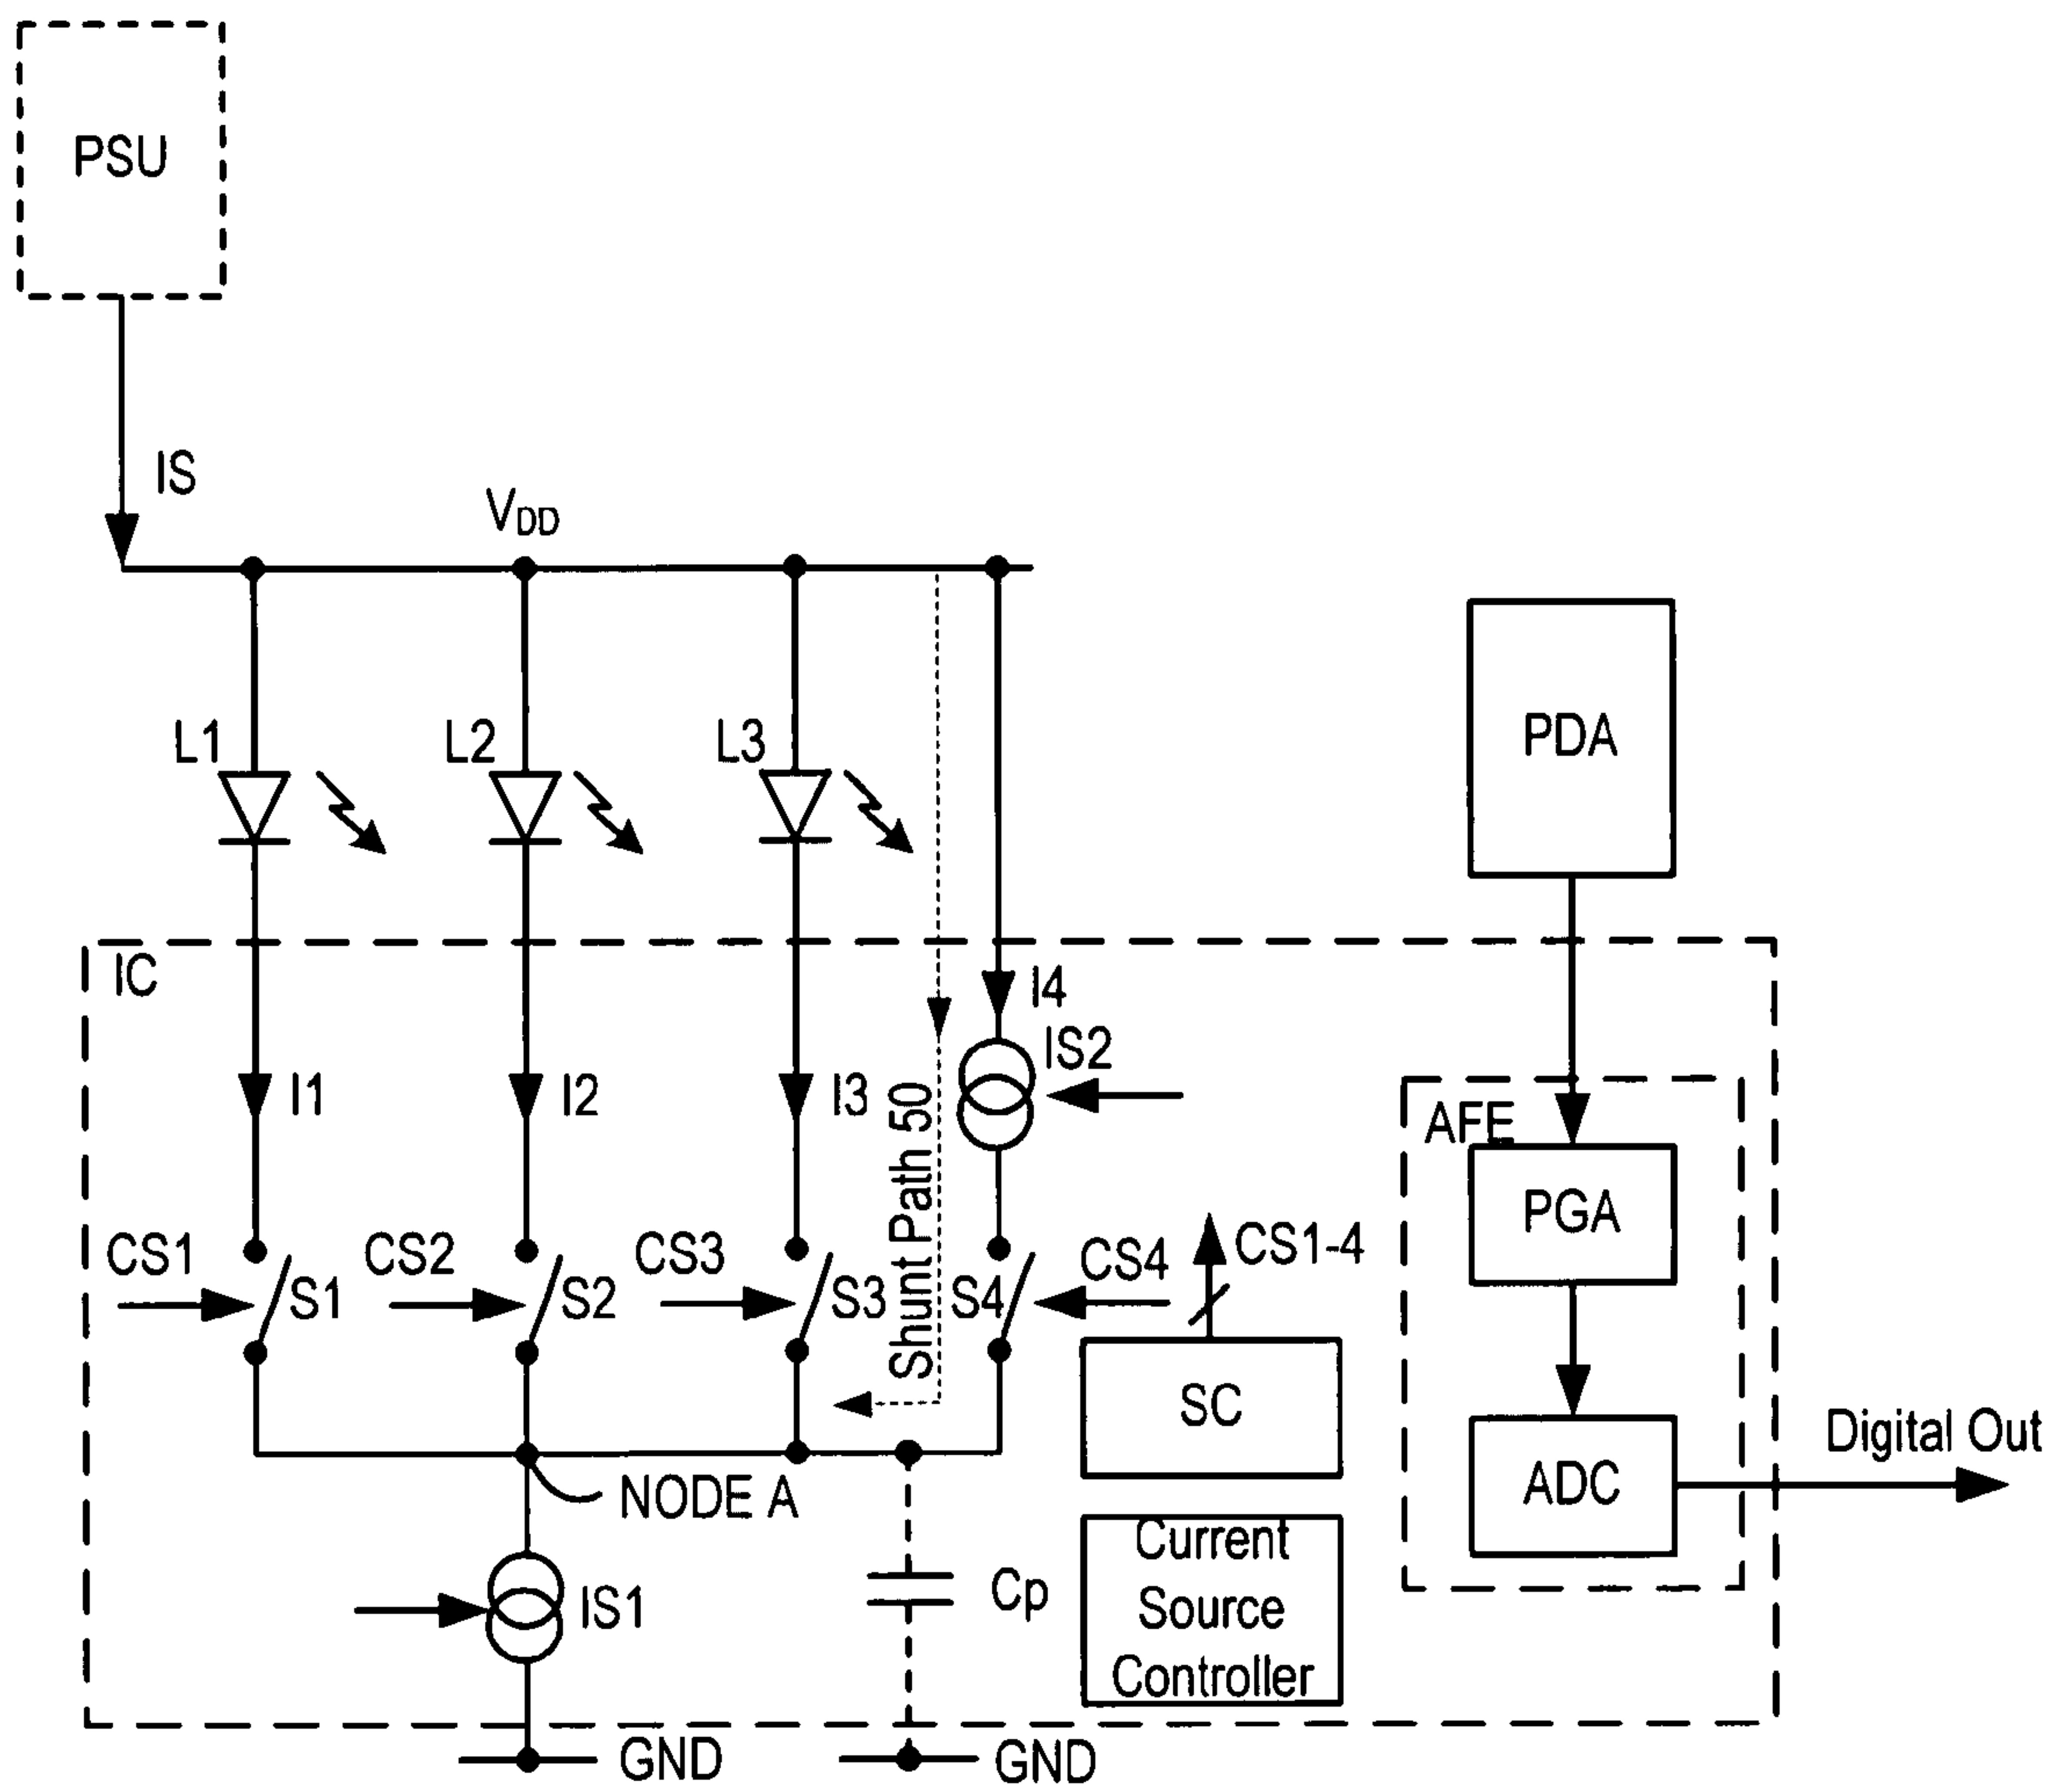 PSU
IS
VDD
L1
L2
L3
PDA
IC
I4
IS2
I1
I2
I3
Shunt Path 50
AFE
PGA
CS1
S1
CS2
S2
CS3
S3
S4
CS4
CS1-4
SC
ADC
Digital Out
NODE A
IS1
Cp
Current
Source
Controller
GND
GND